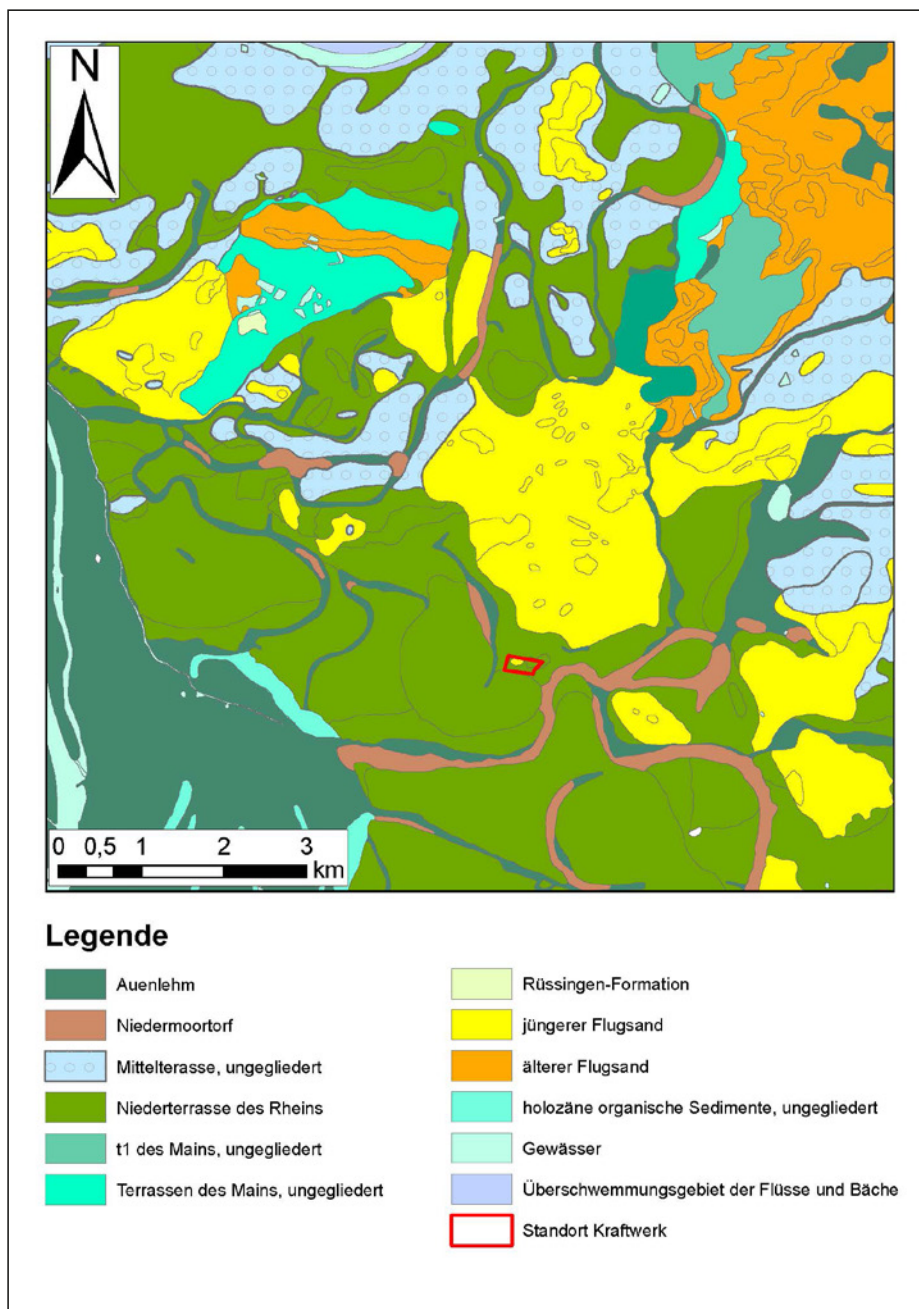 N
0 0,5 1 2 3
km
Legende
Auenlehm
Niedermoortorf
Mittelterasse, ungegliedert
Niederterrasse des Rheins
t1 des Mains, ungegliedert
Terrassen des Mains, ungegliedert
Rüssingen-Formation
jüngerer Flugsand
älterer Flugsand
holozäne organische Sedimente, ungegliedert
Gewässer
Überschwemmungsgebiet der Flüsse und Bäche
Standort Kraftwerk